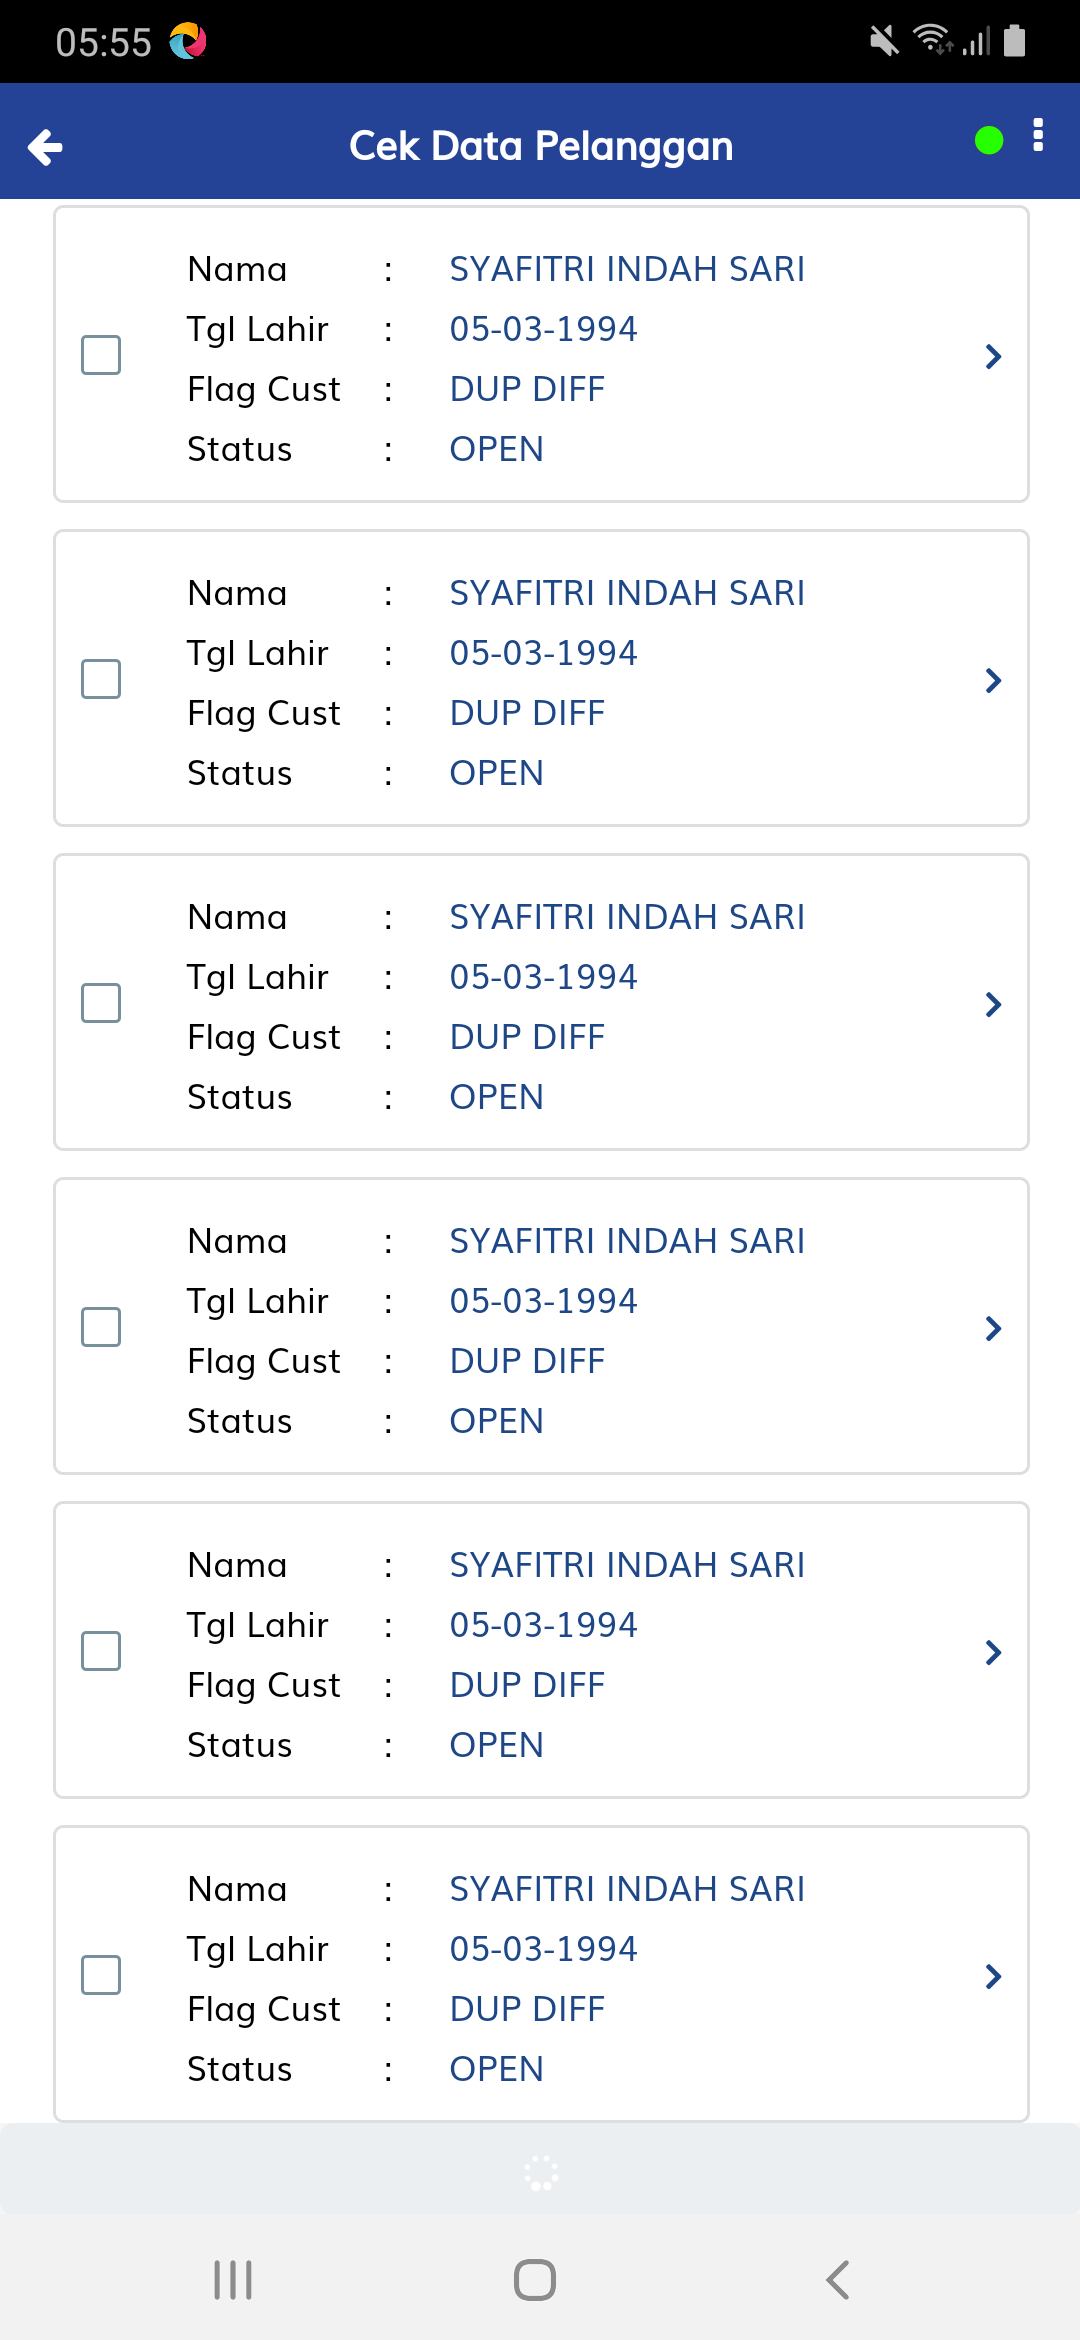 05:55
Cek Data Pelanggan
Nama : SYAFITRI INDAH SARI
Tgl Lahir : 05-03-1994
Flag Cust : DUP DIFF
Status : OPEN
Nama : SYAFITRI INDAH SARI
Tgl Lahir : 05-03-1994
Flag Cust : DUP DIFF
Status : OPEN
Nama : SYAFITRI INDAH SARI
Tgl Lahir : 05-03-1994
Flag Cust : DUP DIFF
Status : OPEN
Nama : SYAFITRI INDAH SARI
Tgl Lahir : 05-03-1994
Flag Cust : DUP DIFF
Status : OPEN
Nama : SYAFITRI INDAH SARI
Tgl Lahir : 05-03-1994
Flag Cust : DUP DIFF
Status : OPEN
Nama : SYAFITRI INDAH SARI
Tgl Lahir : 05-03-1994
Flag Cust : DUP DIFF
Status : OPEN